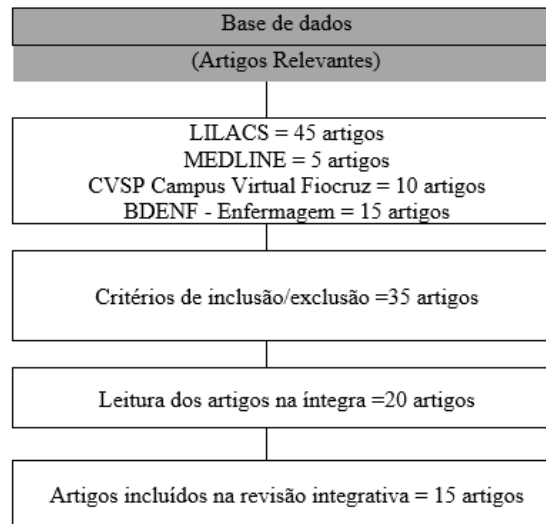 Base de dados
(Artigos Relevantes)
LILACS = 45 artigos
MEDLINE = 5 artigos
CVSP Campus Virtual Fiocruz = 10 artigos
BDENF - Enfermagem = 15 artigos
Critérios de inclusão/exclusão =35 artigos
Leitura dos artigos na íntegra =20 artigos
Artigos incluídos na revisão integrativa = 15 artigos